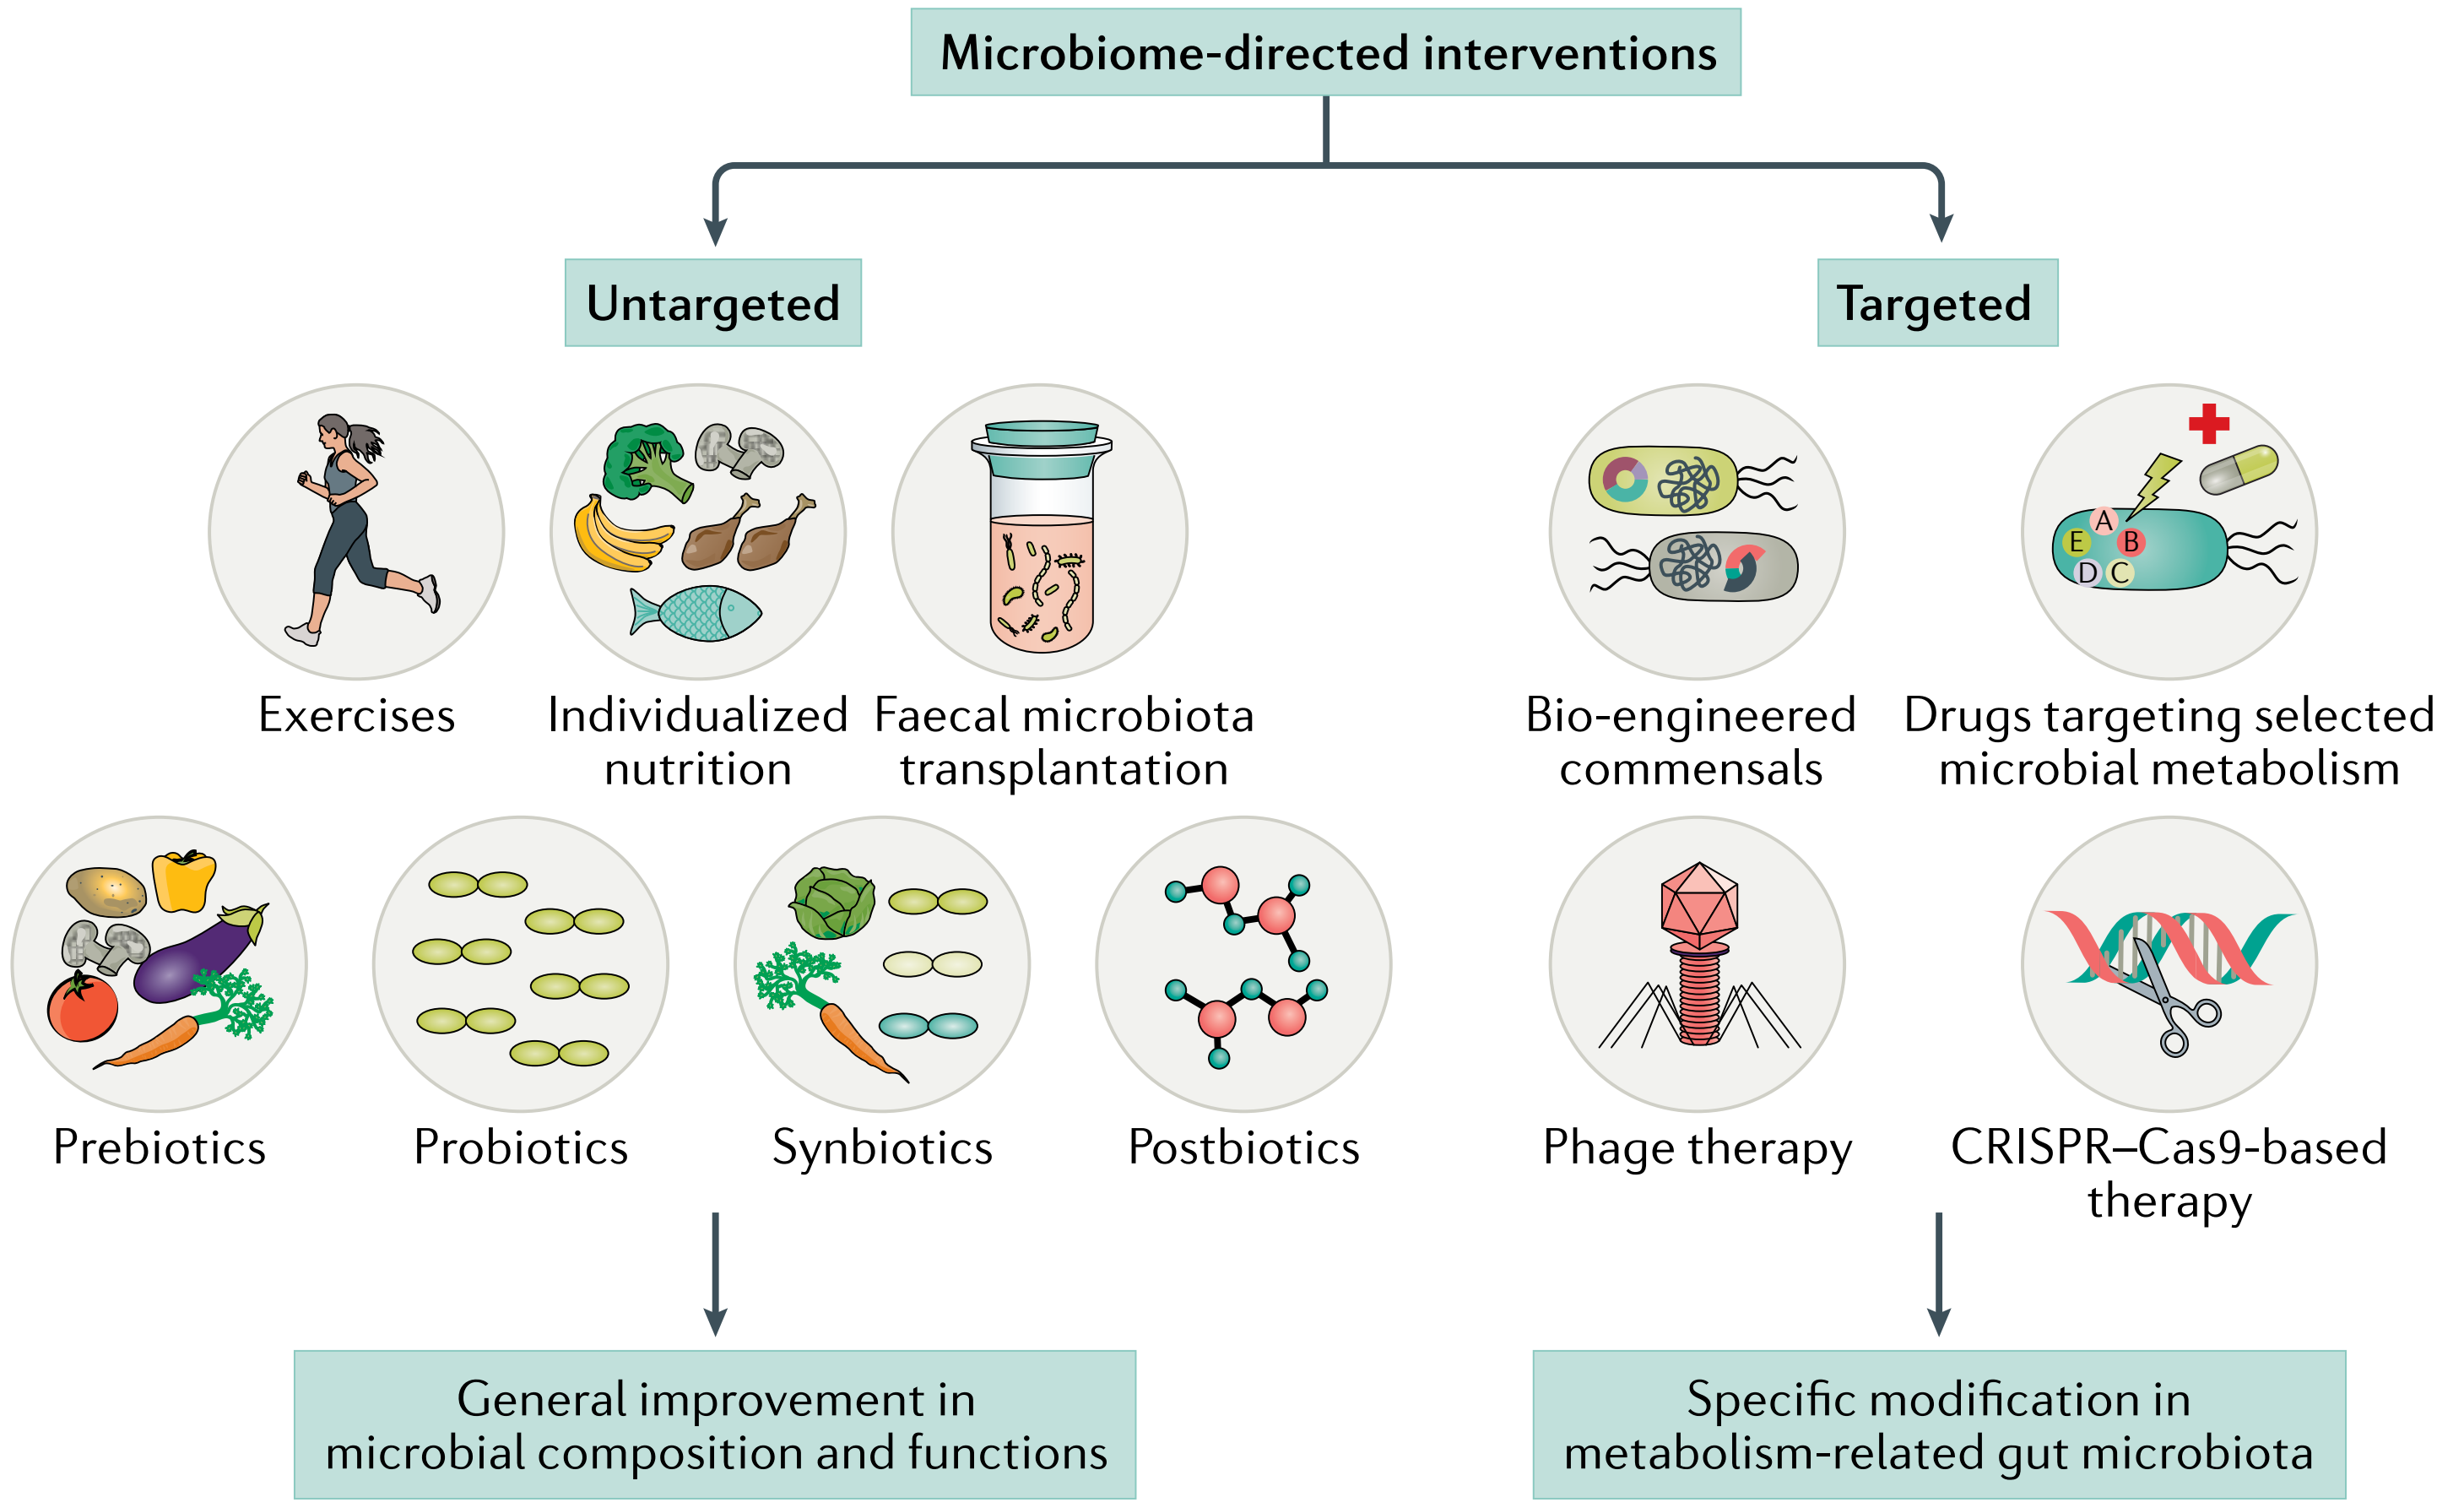 Microbiome-directed interventions
Untargeted
Targeted
Exercises
Individualized
nutrition
Faecal microbiota
transplantation
Bio-engineered
commensals
A
E
B
D
C
Drugs targeting selected
microbial metabolism
Prebiotics
Probiotics
Synbiotics
Postbiotics
Phage therapy
CRISPR–Cas9-based
therapy
General improvement in
microbial composition and functions
Specific modification in
metabolism-related gut microbiota